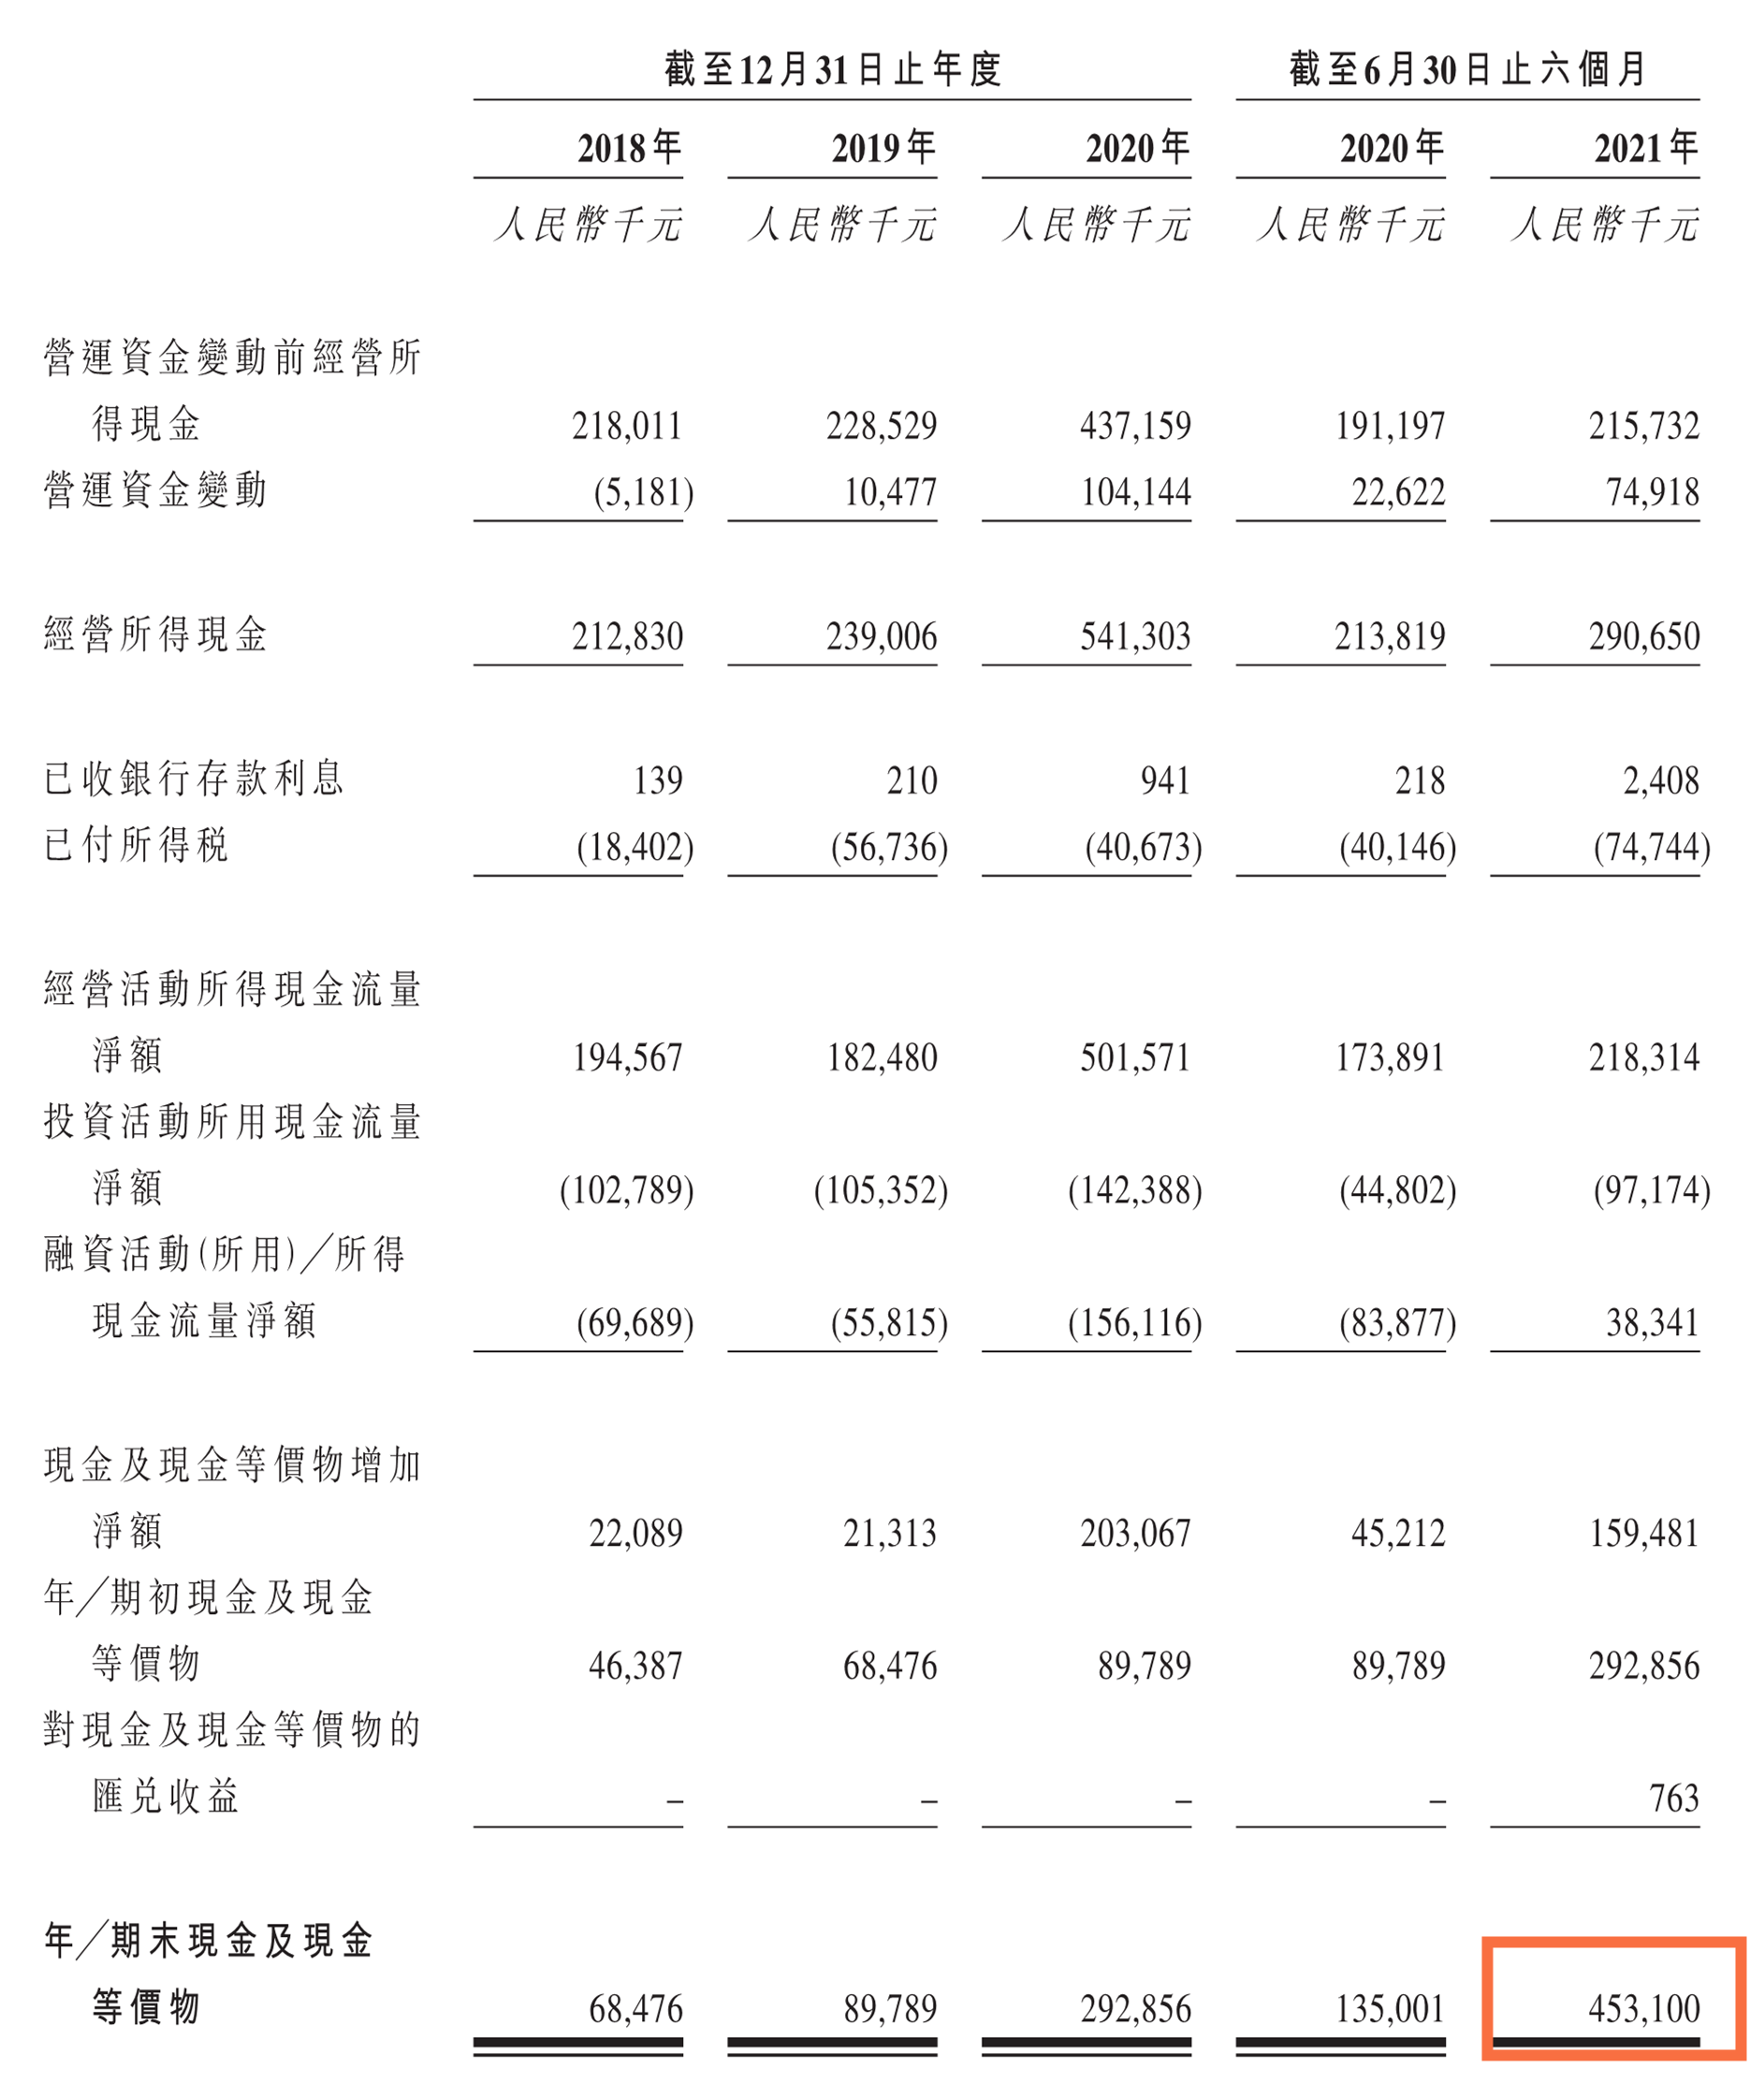 截至12月31日止年度 截至6月30日止六個月
2018年 2019年 2020年 2020年 2021年
人民幣千元 人民幣千元 人民幣千元 人民幣千元 人民幣千元
營運資金變動前經營所
得現金 218,011 228,529 437,159 191,197 215,732
營運資金變動 (5,181) 10,477 104,144 22,622 74,918
經營所得現金 212,830 239,006 541,303 213,819 290,650
已收銀行存款利息 139 210 941 218 2,408
已付所得稅 (18,402) (56,736) (40,673) (40,146) (74,744)
經營活動所得現金流量
淨額 194,567 182,480 501,571 173,891 218,314
投資活動所用現金流量
淨額 (102,789) (105,352) (142,388) (44,802) (97,174)
融資活動(所用)／所得
現金流量淨額 (69,689) (55,815) (156,116) (83,877) 38,341
現金及現金等價物增加
淨額 22,089 21,313 203,067 45,212 159,481
年／期初現金及現金
等價物 46,387 68,476 89,789 89,789 292,856
對現金及現金等價物的
匯兌收益 – – – – 763
年／期末現金及現金
等價物 68,476 89,789 292,856 135,001 453,100